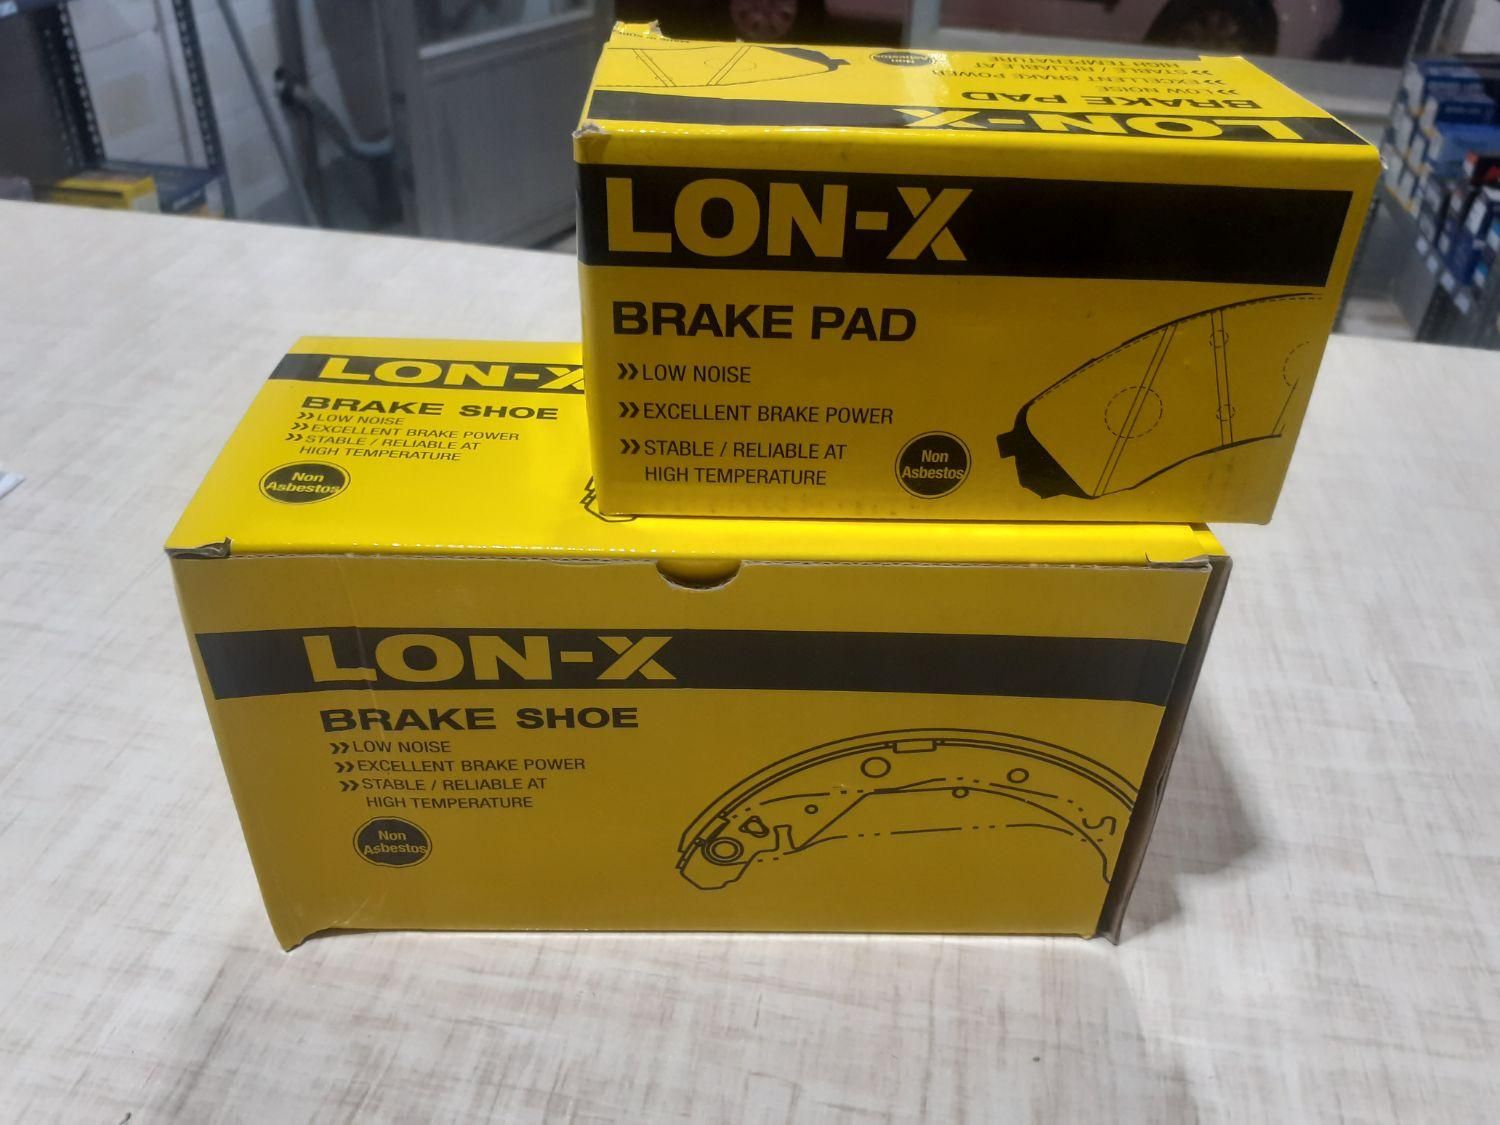 LON-X
BRAKE PAD
LOW NOISE
EXCELLENT BRAKE POWER
STABLE / RELIABLE AT
HIGH TEMPERATURE
Non
Asbestos
LON-X
BRAKE PAD
LOW NOISE
EXCELLENT BRAKE POWER
STABLE / RELIABLE AT
HIGH TEMPERATURE
Non
Asbestos
LON-X
BRAKE SHOE
LOW NOISE
EXCELLENT BRAKE POWER
STABLE / RELIABLE AT
HIGH TEMPERATURE
Non
Asbestos
LON-X
BRAKE SHOE
LOW NOISE
EXCELLENT BRAKE POWER
STABLE / RELIABLE AT
HIGH TEMPERATURE
Non
Asbestos